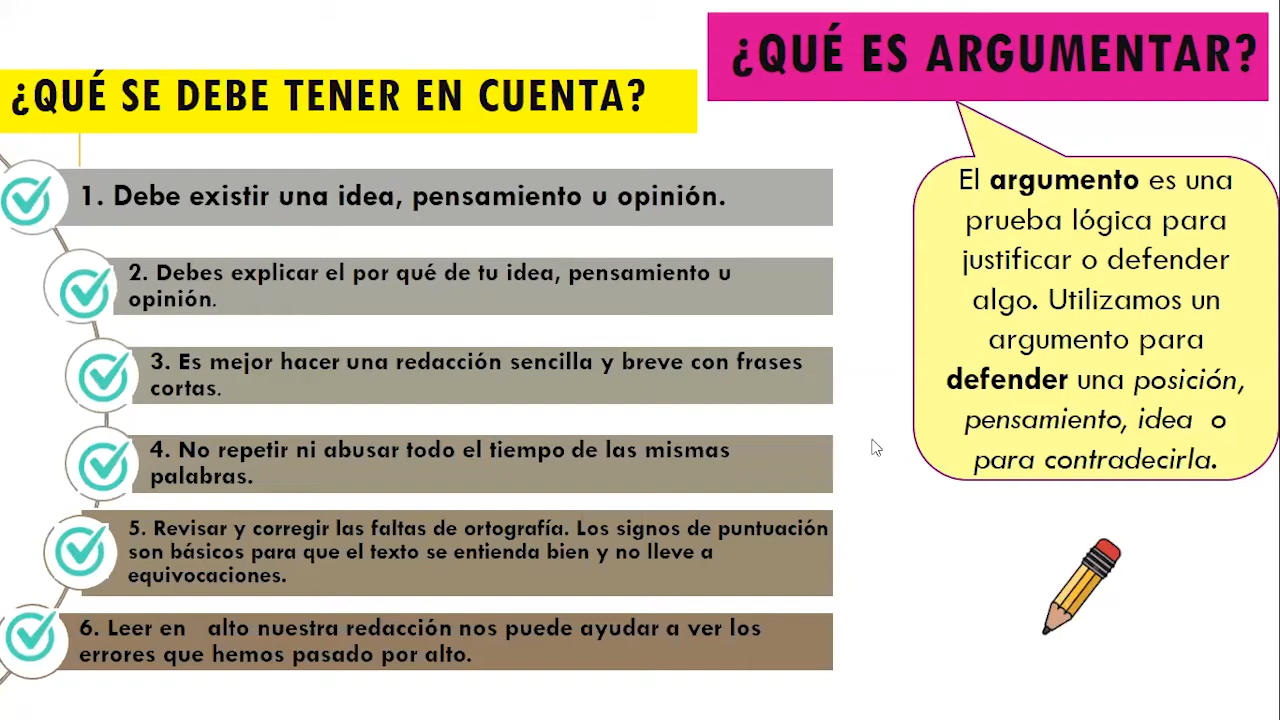 ¿QUÉ SE DEBE TENER EN CUENTA?
1. Debe existir una idea, pensamiento u opinión.
2. Debes explicar el por qué de tu idea, pensamiento u
opinión.
3. Es mejor hacer una redacción sencilla y breve con frases
cortas.
4. No repetir ni abusar todo el tiempo de las mismas
palabras.
5. Revisar y corregir las faltas de ortografía. Los signos de puntuación
son básicos para que el texto se entienda bien y no lleve a
equivocaciones.
6. Leer en alto nuestra redacción nos puede ayudar a ver los
errores que hemos pasado por alto.
¿QUÉ ES ARGUMENTAR?
El argumento es una
prueba lógica para
justificar o defender
algo. Utilizamos un
argumento para
defender una posición,
pensamiento, idea o
para contradecirla.